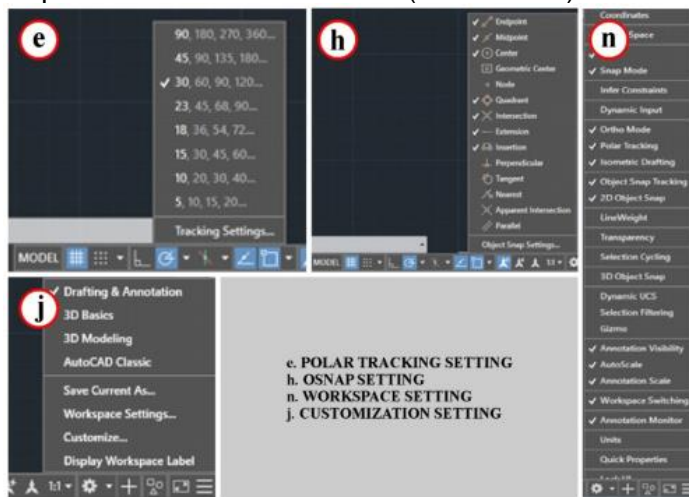 e
90, 180, 270, 360...
45, 90, 135, 180...
✓ 30, 60, 90, 120...
23, 45, 68, 90...
18, 36, 54, 72...
15, 30, 45, 60...
10, 20, 30, 40...
5, 10, 15, 20...
Tracking Settings...
MODEL
h
✓ Endpoint
✓ Midpoint
✓ Center
Geometric Center
Node
✓ Quadrant
✓ Intersection
✓ Extension
✓ Insertion
Perpendicular
Tangent
Nearest
Apparent Intersection
Parallel
Object Snap Settings...
MODEL
1:1
n
Coordinates
Space
✓ Snap Mode
Infer Constraints
Dynamic Input
✓ Ortho Mode
✓ Polar Tracking
✓ Isometric Drafting
✓ Object Snap Tracking
✓ 2D Object Snap
LineWeight
Transparency
Selection Cycling
3D Object Snap
Dynamic UCS
Selection Filtering
Gizmo
✓ Annotation Visibility
✓ AutoScale
✓ Annotation Scale
✓ Workspace Switching
✓ Annotation Monitor
Units
Quick Properties
j
✓ Drafting & Annotation
3D Basics
3D Modeling
AutoCAD Classic
Save Current As...
Workspace Settings...
Customize...
Display Workspace Label
1:1
e. POLAR TRACKING SETTING
h. OSNAP SETTING
n. WORKSPACE SETTING
j. CUSTOMIZATION SETTING